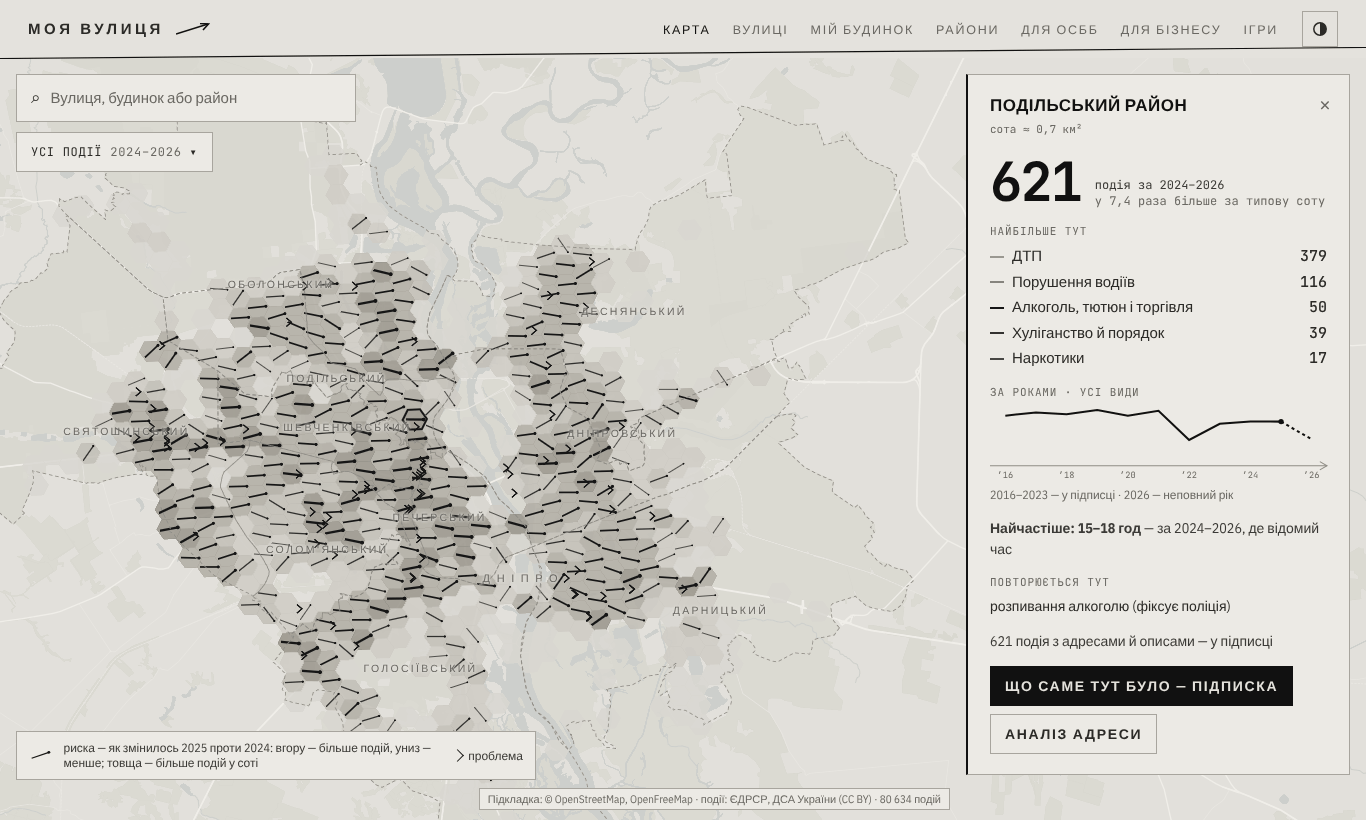 МОЯ ВУЛИЦЯ
КАРТА ВУЛИЦІ МІЙ БУДИНОК РАЙОНИ ДЛЯ ОСББ ДЛЯ БІЗНЕСУ ІГРИ
Вулиця, будинок або район
УСІ ПОДІЇ 2024–2026 ▾
ОБОЛОНСЬКИЙ
ДЕСНЯНСЬКИЙ
ПОДІЛЬСЬКИЙ
ШЕВЧЕНКІВСЬКИЙ
СВЯТОШИНСЬКИЙ
ДНІПРОВСЬКИЙ
ПЕЧЕРСЬКИЙ
СОЛОМ'ЯНСЬКИЙ
ДНІПРО
ДАРНИЦЬКИЙ
ГОЛОСІЇВСЬКИЙ
риска — як змінилось 2025 проти 2024: вгору — більше подій, униз —
менше; товща — більше подій у соті
проблема
Підкладка: © OpenStreetMap, OpenFreeMap · події: ЄДРСР, ДСА України (CC BY) · 80 634 подій
ПОДІЛЬСЬКИЙ РАЙОН ×
сота ≈ 0,7 км²
621
подія за 2024–2026
у 7,4 раза більше за типову соту
НАЙБІЛЬШЕ ТУТ
ДТП 379
Порушення водіїв 116
Алкоголь, тютюн і торгівля 50
Хуліганство й порядок 39
Наркотики 17
ЗА РОКАМИ · УСІ ВИДИ
’16 ’18 ’20 ’22 ’24 ’26
2016–2023 — у підписці · 2026 — неповний рік
Найчастіше: 15–18 год — за 2024–2026, де відомий
час
ПОВТОРЮЄТЬСЯ ТУТ
розпивання алкоголю (фіксує поліція)
621 подія з адресами й описами — у підписці
ЩО САМЕ ТУТ БУЛО — ПІДПИСКА
АНАЛІЗ АДРЕСИ